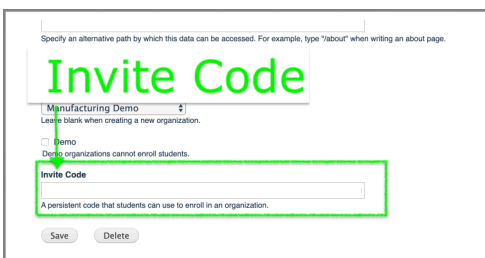 Specify an alternative path by which this data can be accessed. For example, type "/about" when writing an about page.
Invite Code
Manufacturing Demo
Leave blank when creating a new organization.
Demo
Demo organizations cannot enroll students.
Invite Code
A persistent code that students can use to enroll in an organization.
Save Delete